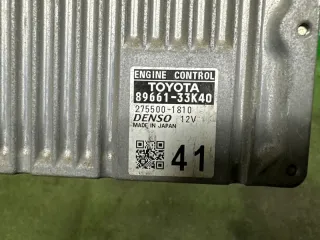 ENGINE CONTROL
TOYOTA
89661-33K40
275500-1810
DENSO 12V
MADE IN JAPAN
41